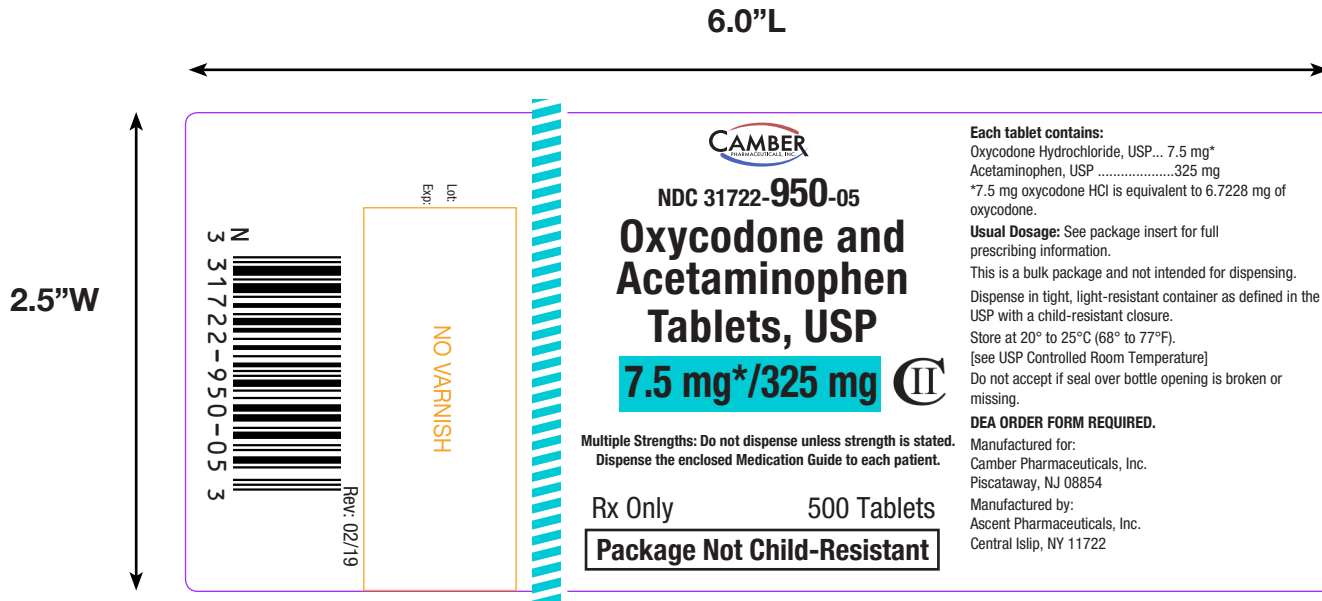 6.0”L
2.5”W
N
3 31722-950-05 3
Rev: 02/19
Lot:
Exp:
NO VARNISH
CAMBER
PHARMACEUTICALS, INC.
NDC 31722-950-05
Oxycodone and
Acetaminophen
Tablets, USP
7.5 mg*/325 mg CII
Multiple Strengths: Do not dispense unless strength is stated.
Dispense the enclosed Medication Guide to each patient.
Rx Only 500 Tablets
Package Not Child-Resistant
Each tablet contains:
Oxycodone Hydrochloride, USP... 7.5 mg*
Acetaminophen, USP ....................325 mg
*7.5 mg oxycodone HCl is equivalent to 6.7228 mg of
oxycodone.
Usual Dosage: See package insert for full
prescribing information.
This is a bulk package and not intended for dispensing.
Dispense in tight, light-resistant container as defined in the
USP with a child-resistant closure.
Store at 20° to 25°C (68° to 77°F).
[see USP Controlled Room Temperature]
Do not accept if seal over bottle opening is broken or
missing.
DEA ORDER FORM REQUIRED.
Manufactured for:
Camber Pharmaceuticals, Inc.
Piscataway, NJ 08854
Manufactured by:
Ascent Pharmaceuticals, Inc.
Central Islip, NY 11722